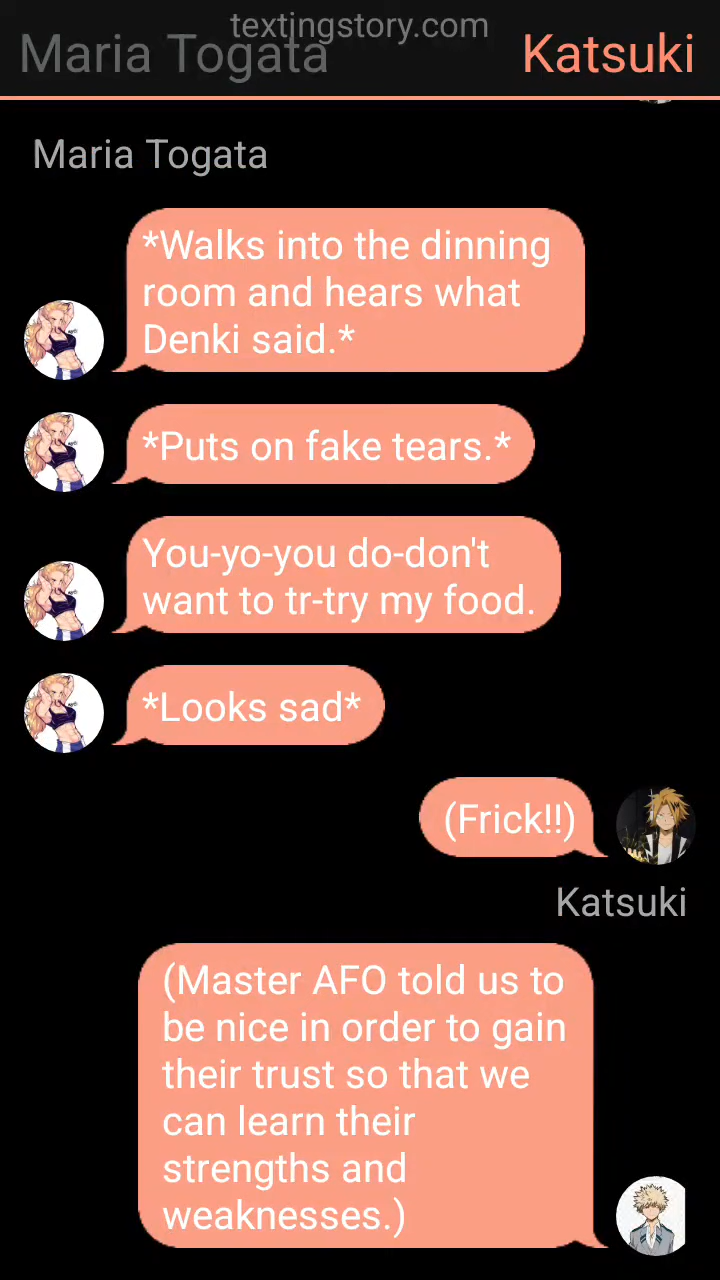 textingstory.com
Maria Togata
Katsuki
Maria Togata
*Walks into the dinning
room and hears what
Denki said.*
*Puts on fake tears.*
You-yo-you do-don't
want to tr-try my food.
*Looks sad*
(Frick!!)
Katsuki
(Master AFO told us to
be nice in order to gain
their trust so that we
can learn their
strengths and
weaknesses.)